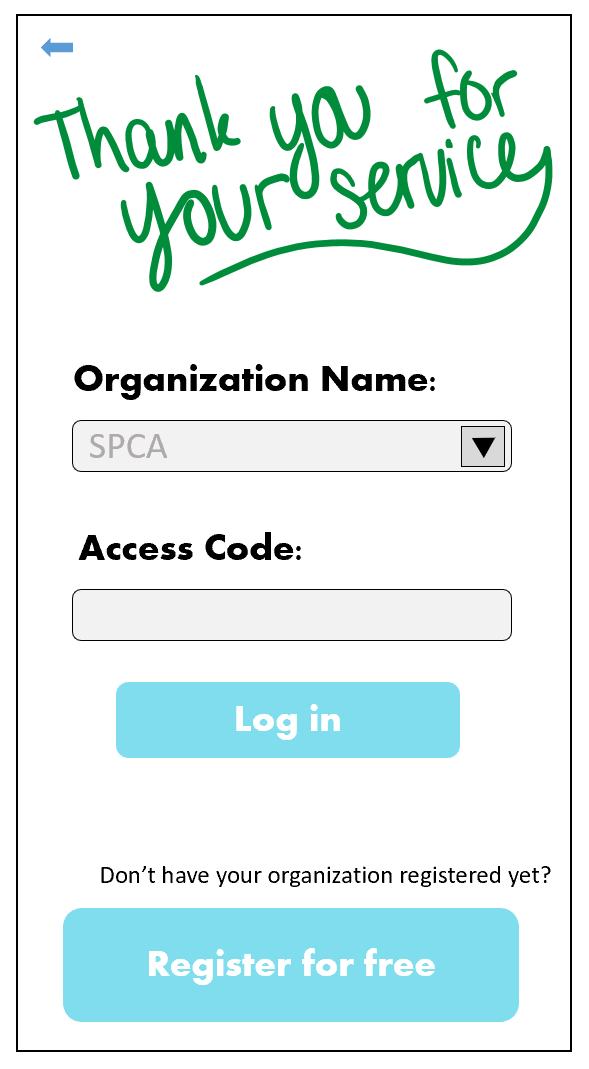 Thank you for
your service
Organization Name:
SPCA
Access Code:
Log in
Don’t have your organization registered yet?
Register for free